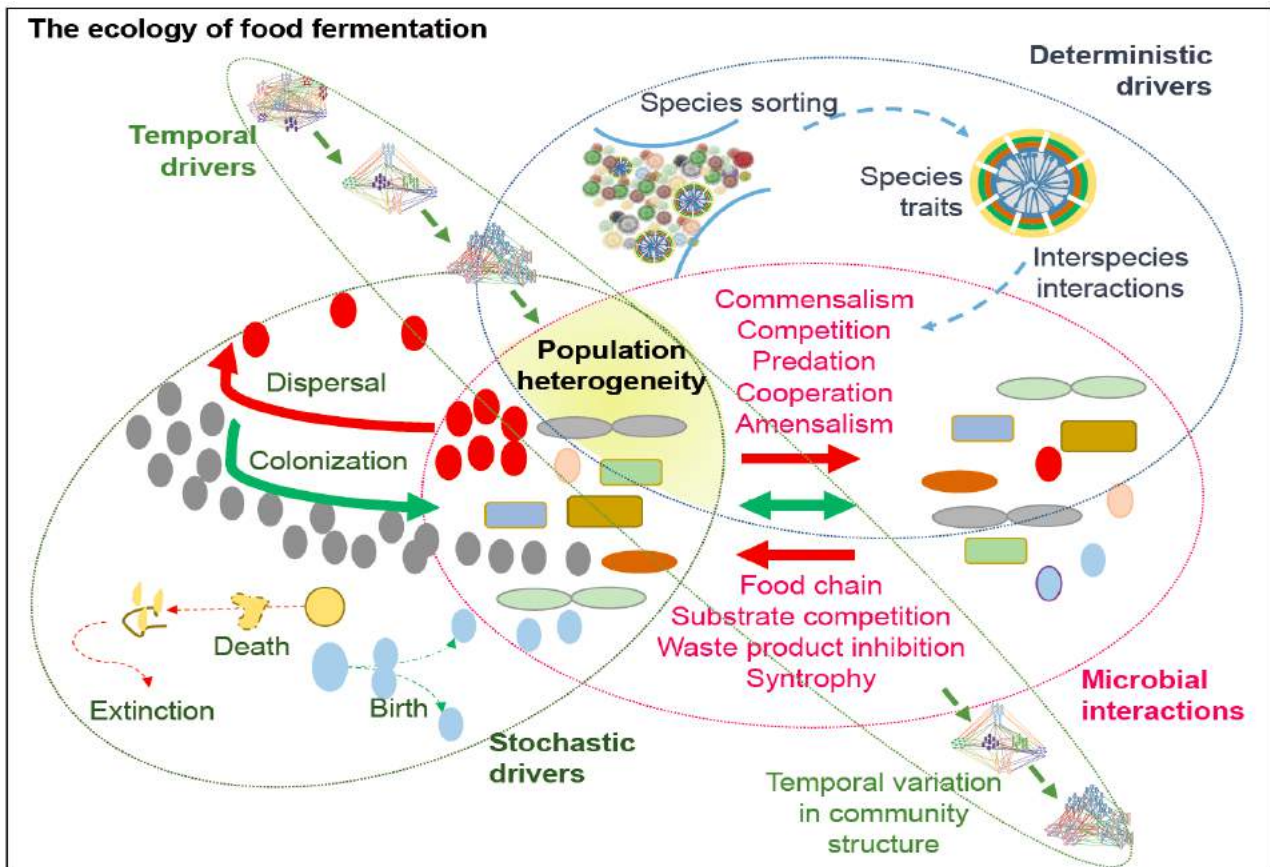 The ecology of food fermentation
Deterministic
drivers
Species sorting
Temporal
drivers
Species
traits
Interspecies
interactions
Commensalism
Competition
Predation
Cooperation
Amensalism
Population
heterogeneity
Dispersal
Colonization
Food chain
Substrate competition
Waste product inhibition
Syntrophy
Death
Extinction
Birth
Stochastic
drivers
Microbial
interactions
Temporal variation
in community
structure